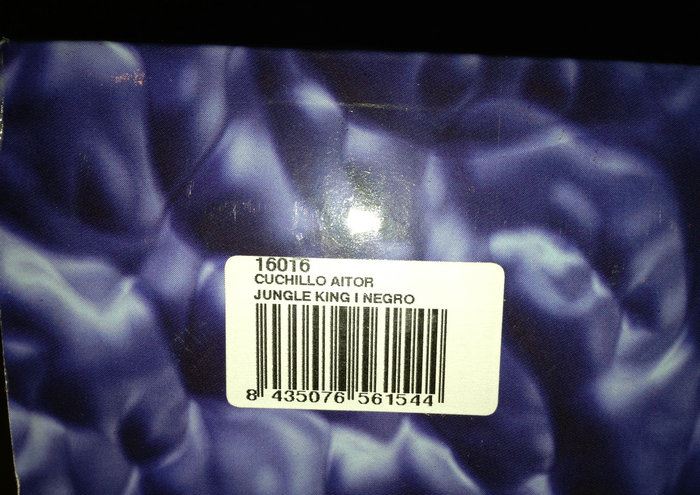 16016
CUCHILLO AITOR
JUNGLE KING I NEGRO
8 435076 561544